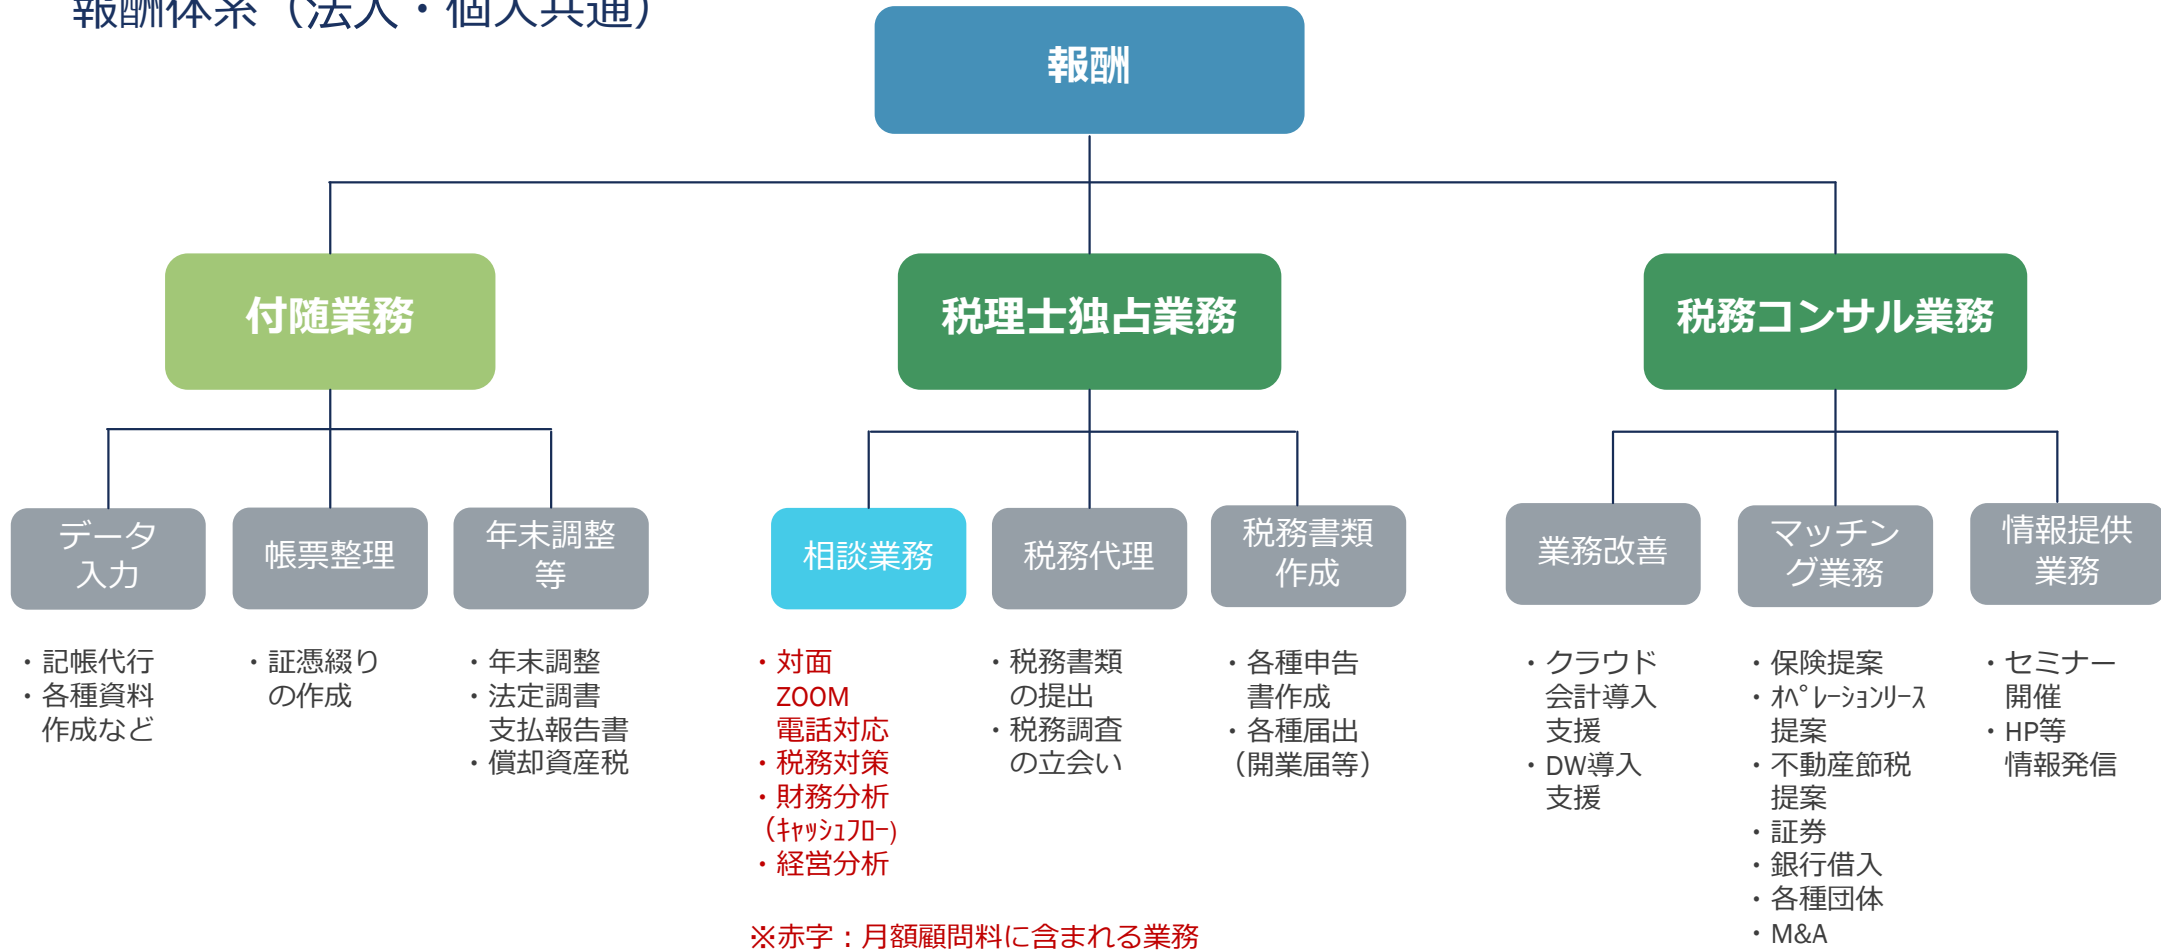 報酬体系（法人・個人共通）
報酬
付随業務
税理士独占業務
税務コンサル業務
データ
入力
帳票整理
年末調整
等
相談業務
税務代理
税務書類
作成
業務改善
マッチン
グ業務
情報提供
業務
・記帳代行
・各種資料
作成など
・証憑綴り
の作成
・年末調整
・法定調書
支払報告書
・償却資産税
・対面
ZOOM
電話対応
・税務対策
・財務分析
（ｷｬｯｼｭﾌﾛｰ)
・経営分析
・税務書類
の提出
・税務調査
の立会い
・各種申告
書作成
・各種届出
（開業届等）
・クラウド
会計導入
支援
・DW導入
支援
・保険提案
・ｵﾍﾟﾚｰｼｮﾝﾘｰｽ
提案
・不動産節税
提案
・証券
・銀行借入
・各種団体
・M&A
・セミナー
開催
・HP等
情報発信
※赤字：月額顧問料に含まれる業務